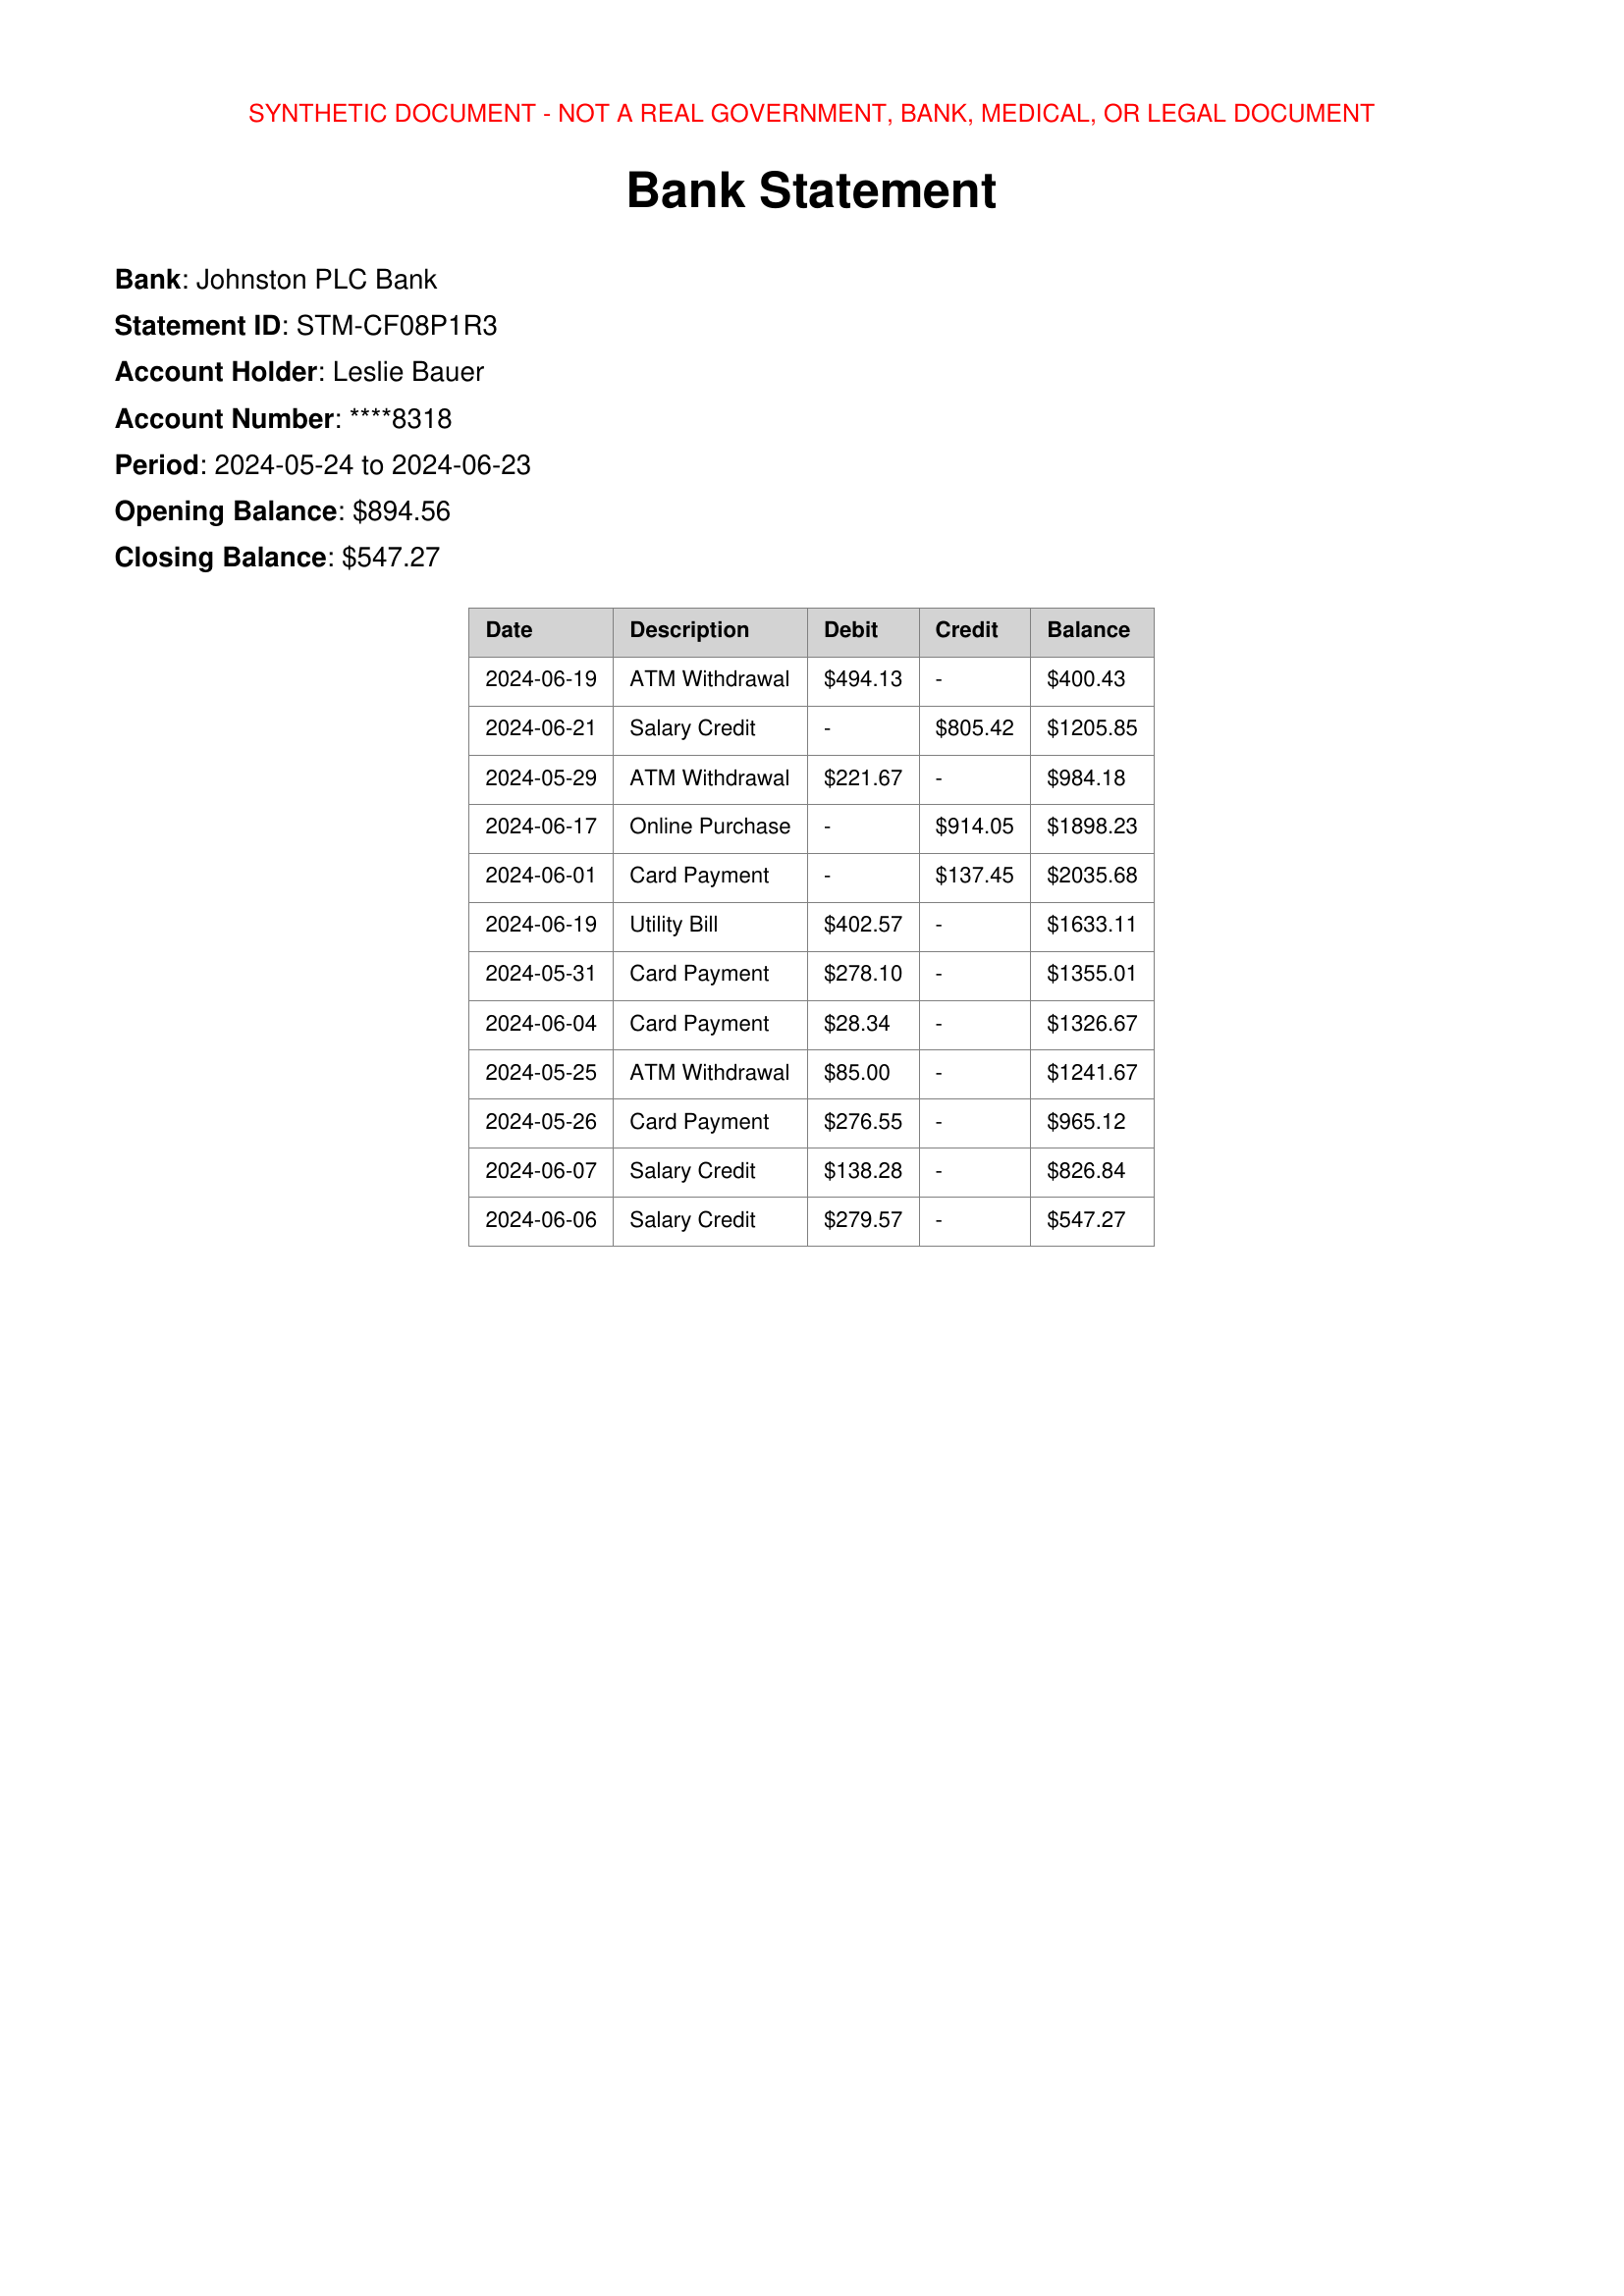 SYNTHETIC DOCUMENT - NOT A REAL GOVERNMENT, BANK, MEDICAL, OR LEGAL DOCUMENT
Bank Statement
Bank: Johnston PLC Bank
Statement ID: STM-CF08P1R3
Account Holder: Leslie Bauer
Account Number: ****8318
Period: 2024-05-24 to 2024-06-23
Opening Balance: $894.56
Closing Balance: $547.27
Date Description Debit Credit Balance
2024-06-19 ATM Withdrawal $494.13 - $400.43
2024-06-21 Salary Credit - $805.42 $1205.85
2024-05-29 ATM Withdrawal $221.67 - $984.18
2024-06-17 Online Purchase - $914.05 $1898.23
2024-06-01 Card Payment - $137.45 $2035.68
2024-06-19 Utility Bill $402.57 - $1633.11
2024-05-31 Card Payment $278.10 - $1355.01
2024-06-04 Card Payment $28.34 - $1326.67
2024-05-25 ATM Withdrawal $85.00 - $1241.67
2024-05-26 Card Payment $276.55 - $965.12
2024-06-07 Salary Credit $138.28 - $826.84
2024-06-06 Salary Credit $279.57 - $547.27